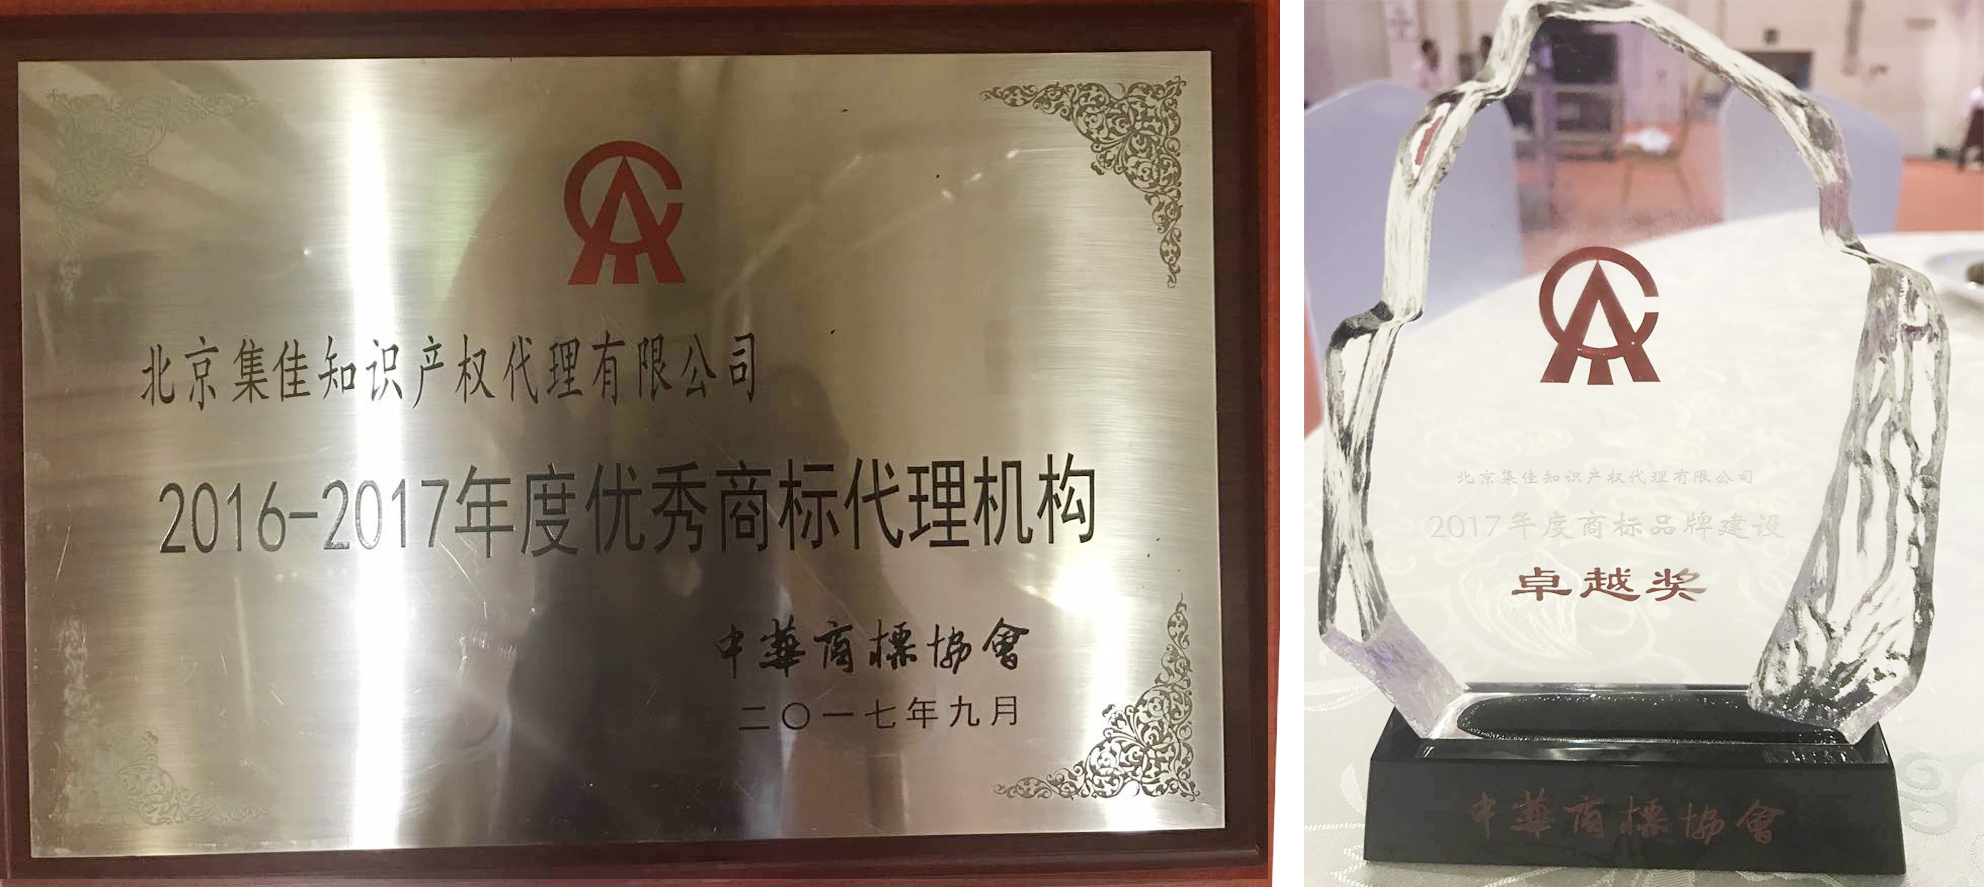 北京集佳知识产权代理有限公司
2016-2017年度优秀商标代理机构
中華商標協會
二〇一七年九月
北京集佳知识产权代理有限公司
2017年度商标品牌建设
卓越奖
中華商標協會